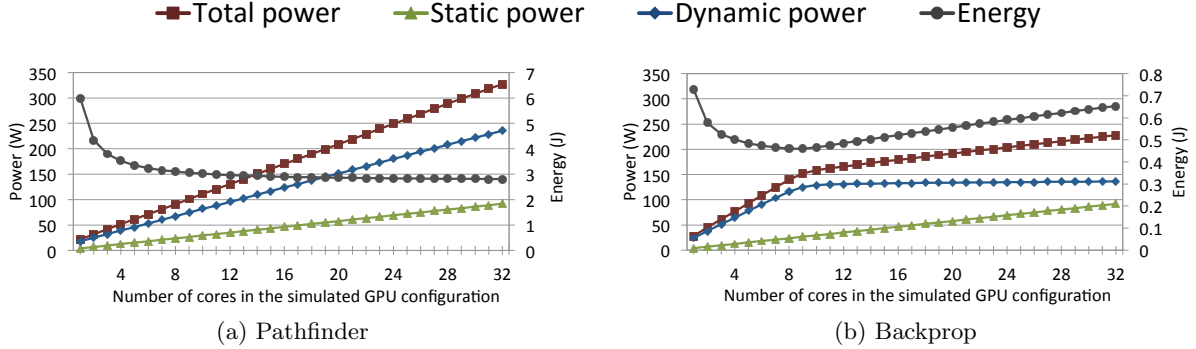 Total power Static power Dynamic power Energy
350 300 250 200 150 100 50 0
Power (W)
7 6 5 4 3 2 1 0
Energy (J)
4 8 12 16 20 24 28 32
Number of cores in the simulated GPU configuration
(a) Pathfinder
350 300 250 200 150 100 50 0
Power (W)
0.8 0.7 0.6 0.5 0.4 0.3 0.2 0.1 0
Energy (J)
4 8 12 16 20 24 28 32
Number of cores in the simulated GPU configuration
(b) Backprop